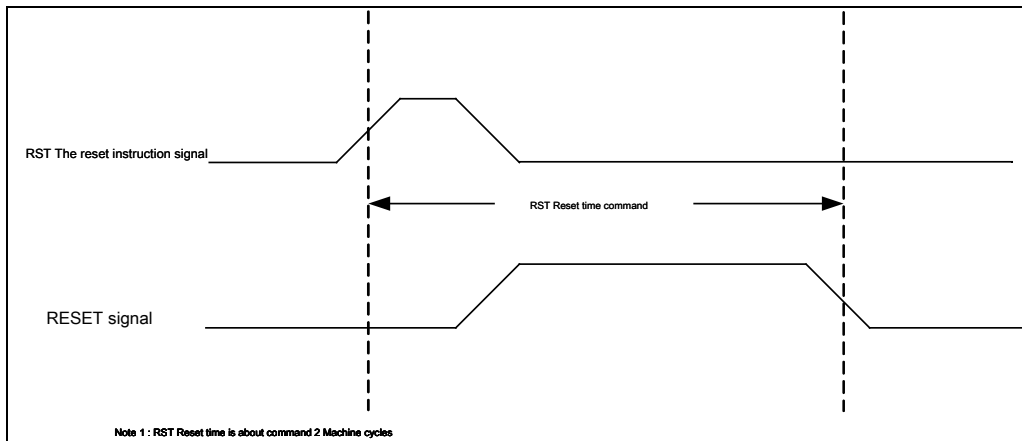 RST The reset instruction signal
RST Reset time command
RESET signal
Note 1 : RST Reset time is about command 2 Machine cycles